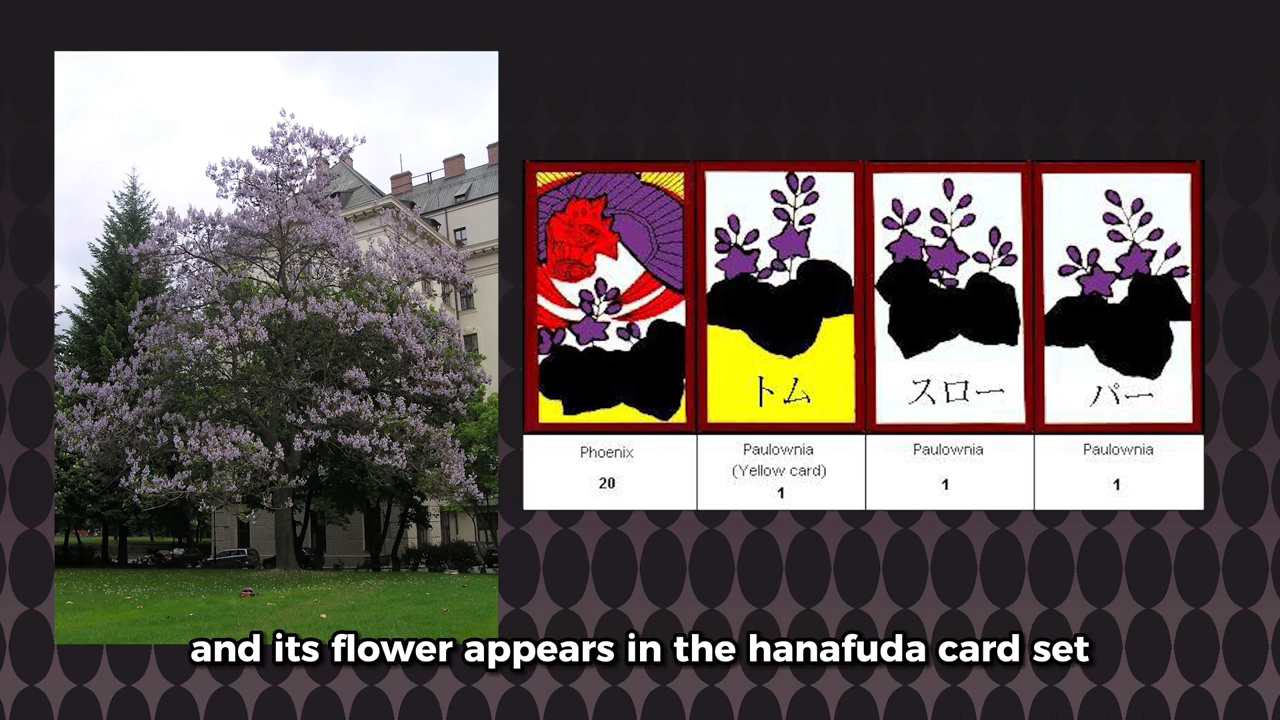 トム
スロー
パー
Phoenix
20
Paulownia
(Yellow card)
1
Paulownia
1
Paulownia
1
and its flower appears in the hanafuda card set